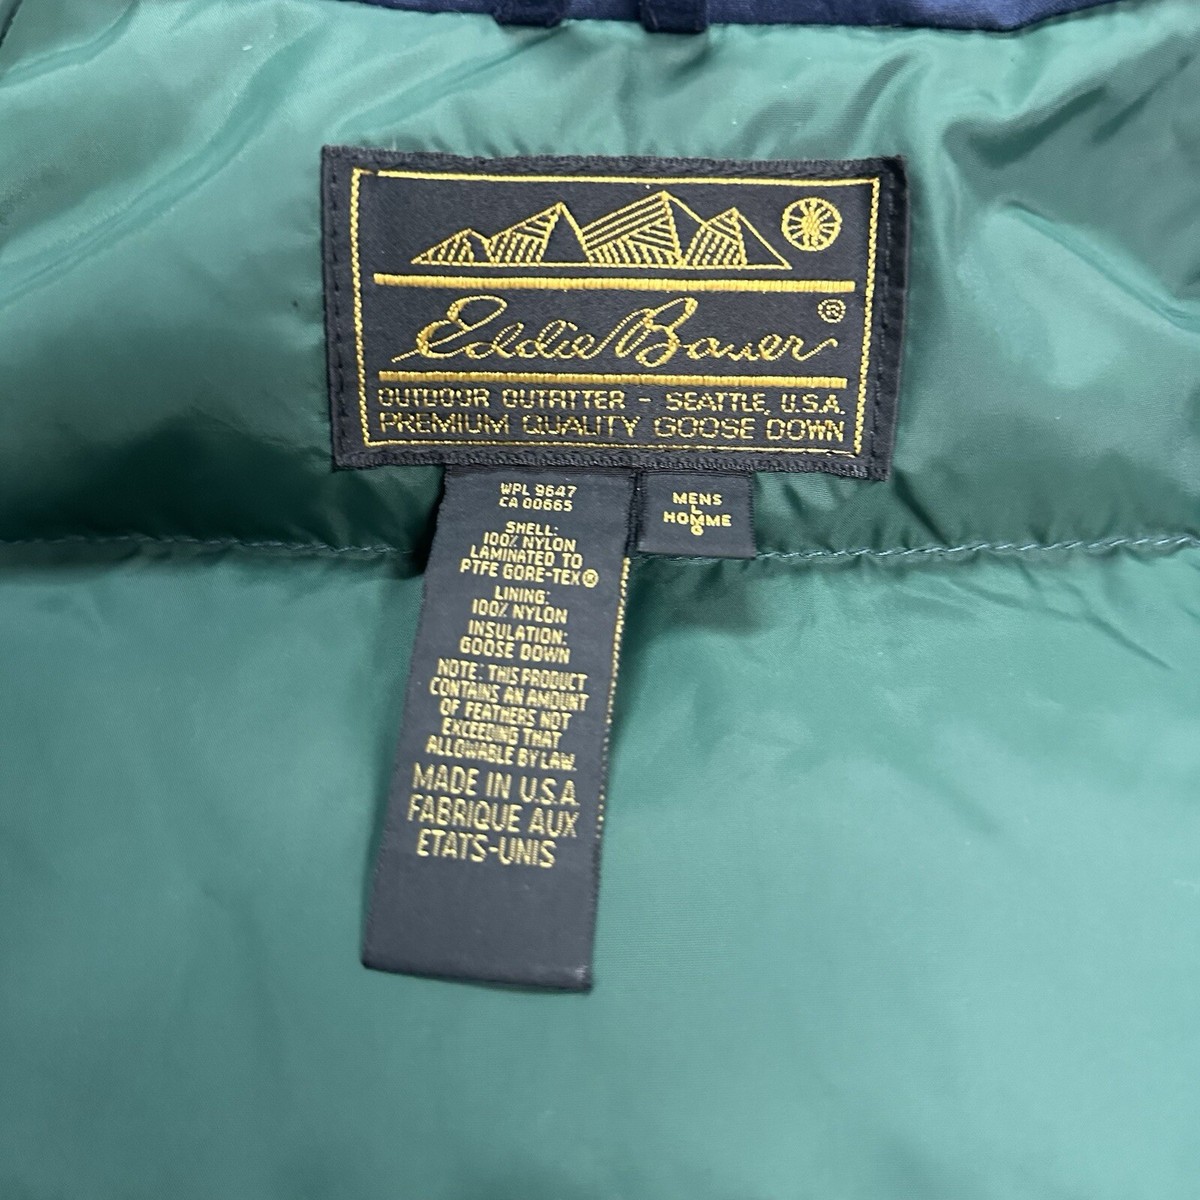 Eddie Bauer®
OUTDOOR OUTFITTER - SEATTLE, U.S.A.
PREMIUM QUALITY GOOSE DOWN
WPL 9647
CA 00665
SHELL:
100% NYLON
LAMINATED TO
PTFE GORE-TEX®
LINING:
100% NYLON
INSULATION:
GOOSE DOWN
NOTE: THIS PRODUCT
CONTAINS AN AMOUNT
OF FEATHERS NOT
EXCEEDING THAT
ALLOWABLE BY LAW.
MADE IN U.S.A.
FABRIQUE AUX
ETATS-UNIS
MENS
L
HOMME
G